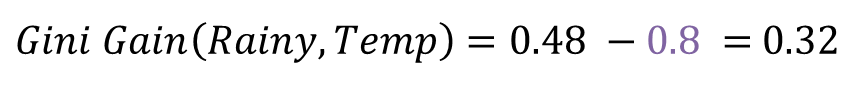 Gini Gain(Rainy, Temp) = 0.48 − 0.8 = 0.32